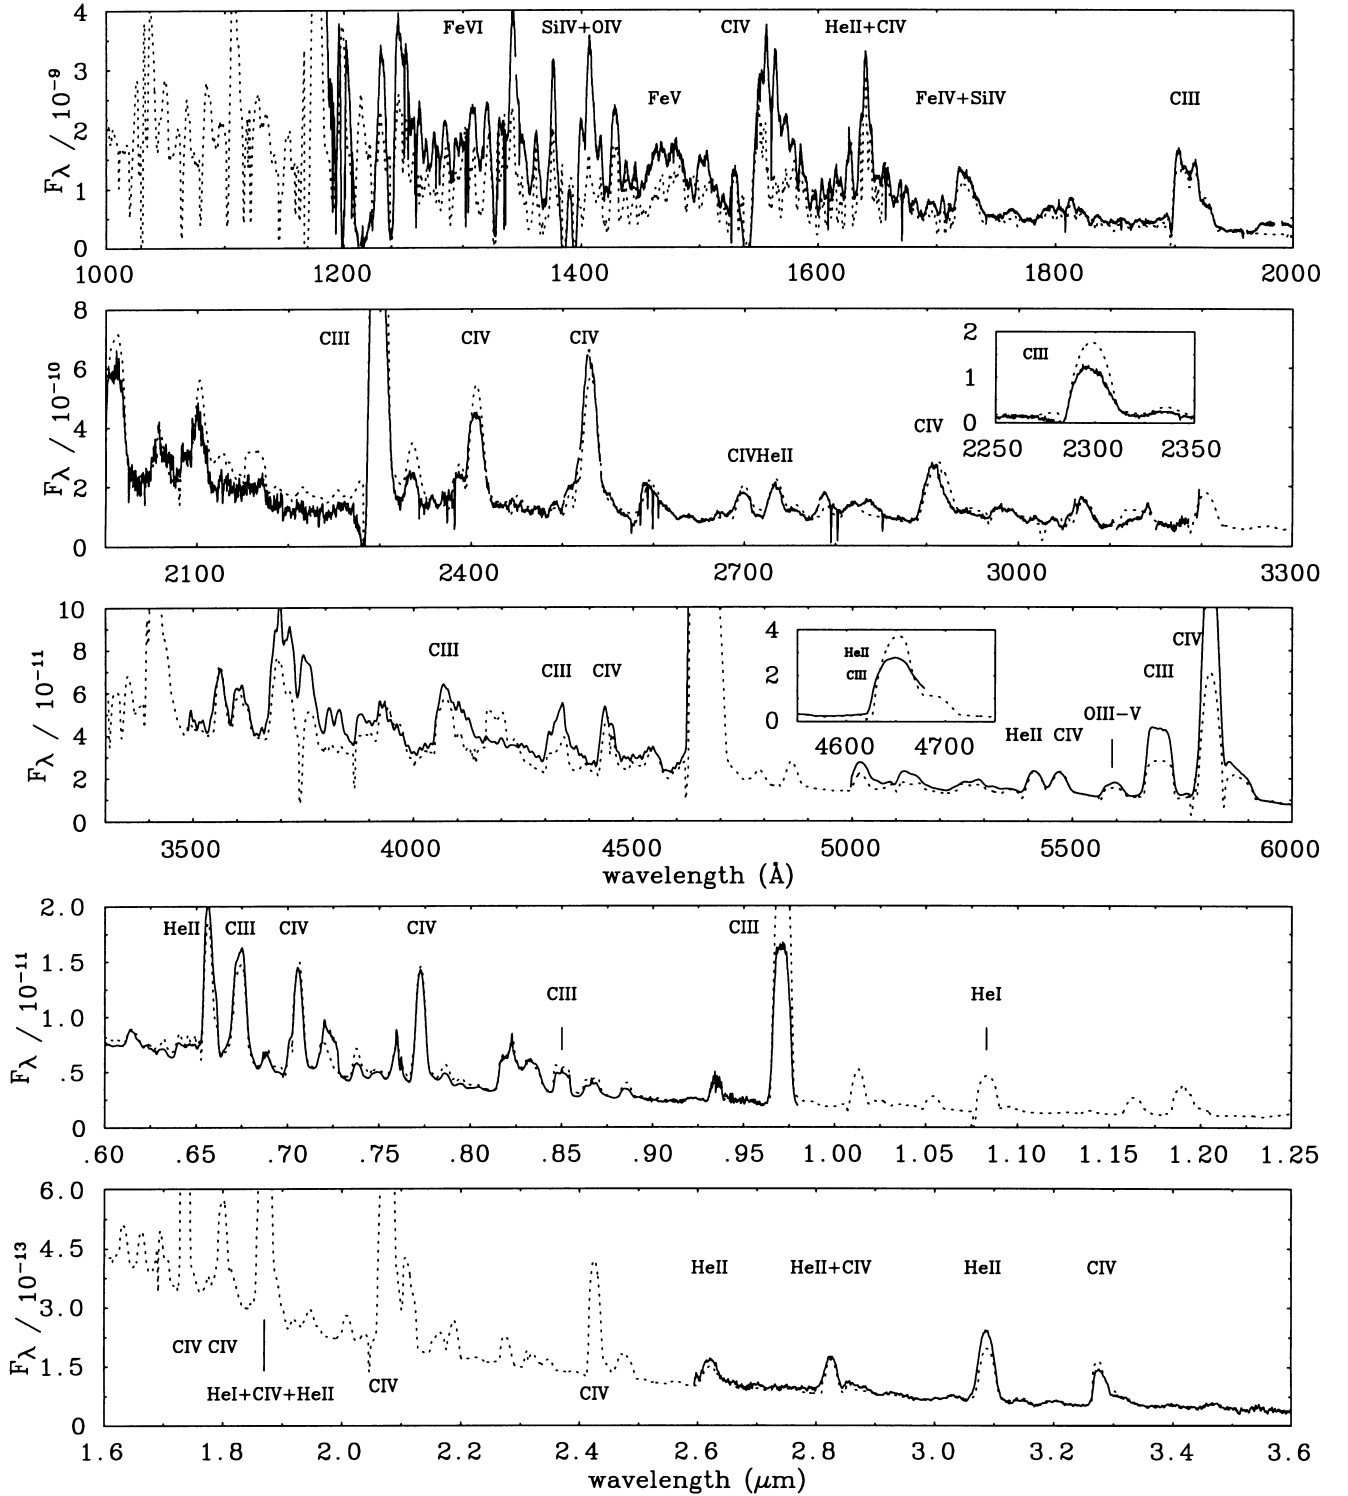 4
3
2
1
0
F_λ / 10^-9
FeVI
SiIV+OIV
CIV
HeII+CIV
FeV
FeIV+SiIV
CIII
1000 1200 1400 1600 1800 2000
8
6
4
2
0
F_λ / 10^-10
CIII
CIV
CIV
CIVHeII
CIV
2
1
0
CIII
2250 2300 2350
2100 2400 2700 3000 3300
10
8
6
4
2
0
F_λ / 10^-11
CIII
CIII
CIV
4
2
0
HeII
CIII
4600 4700
HeII CIV
OIII-V
CIII
CIV
3500 4000 4500 5000 5500 6000
wavelength (Å)
2.0
1.5
1.0
.5
0
F_λ / 10^-11
HeII
CIII
CIV
CIV
CIII
CIII
HeI
.60 .65 .70 .75 .80 .85 .90 .95 1.00 1.05 1.10 1.15 1.20 1.25
6.0
4.5
3.0
1.5
0
F_λ / 10^-13
CIV CIV
HeI+CIV+HeII
CIV
CIV
HeII
HeII+CIV
HeII
CIV
1.6 1.8 2.0 2.2 2.4 2.6 2.8 3.0 3.2 3.4 3.6
wavelength (μm)